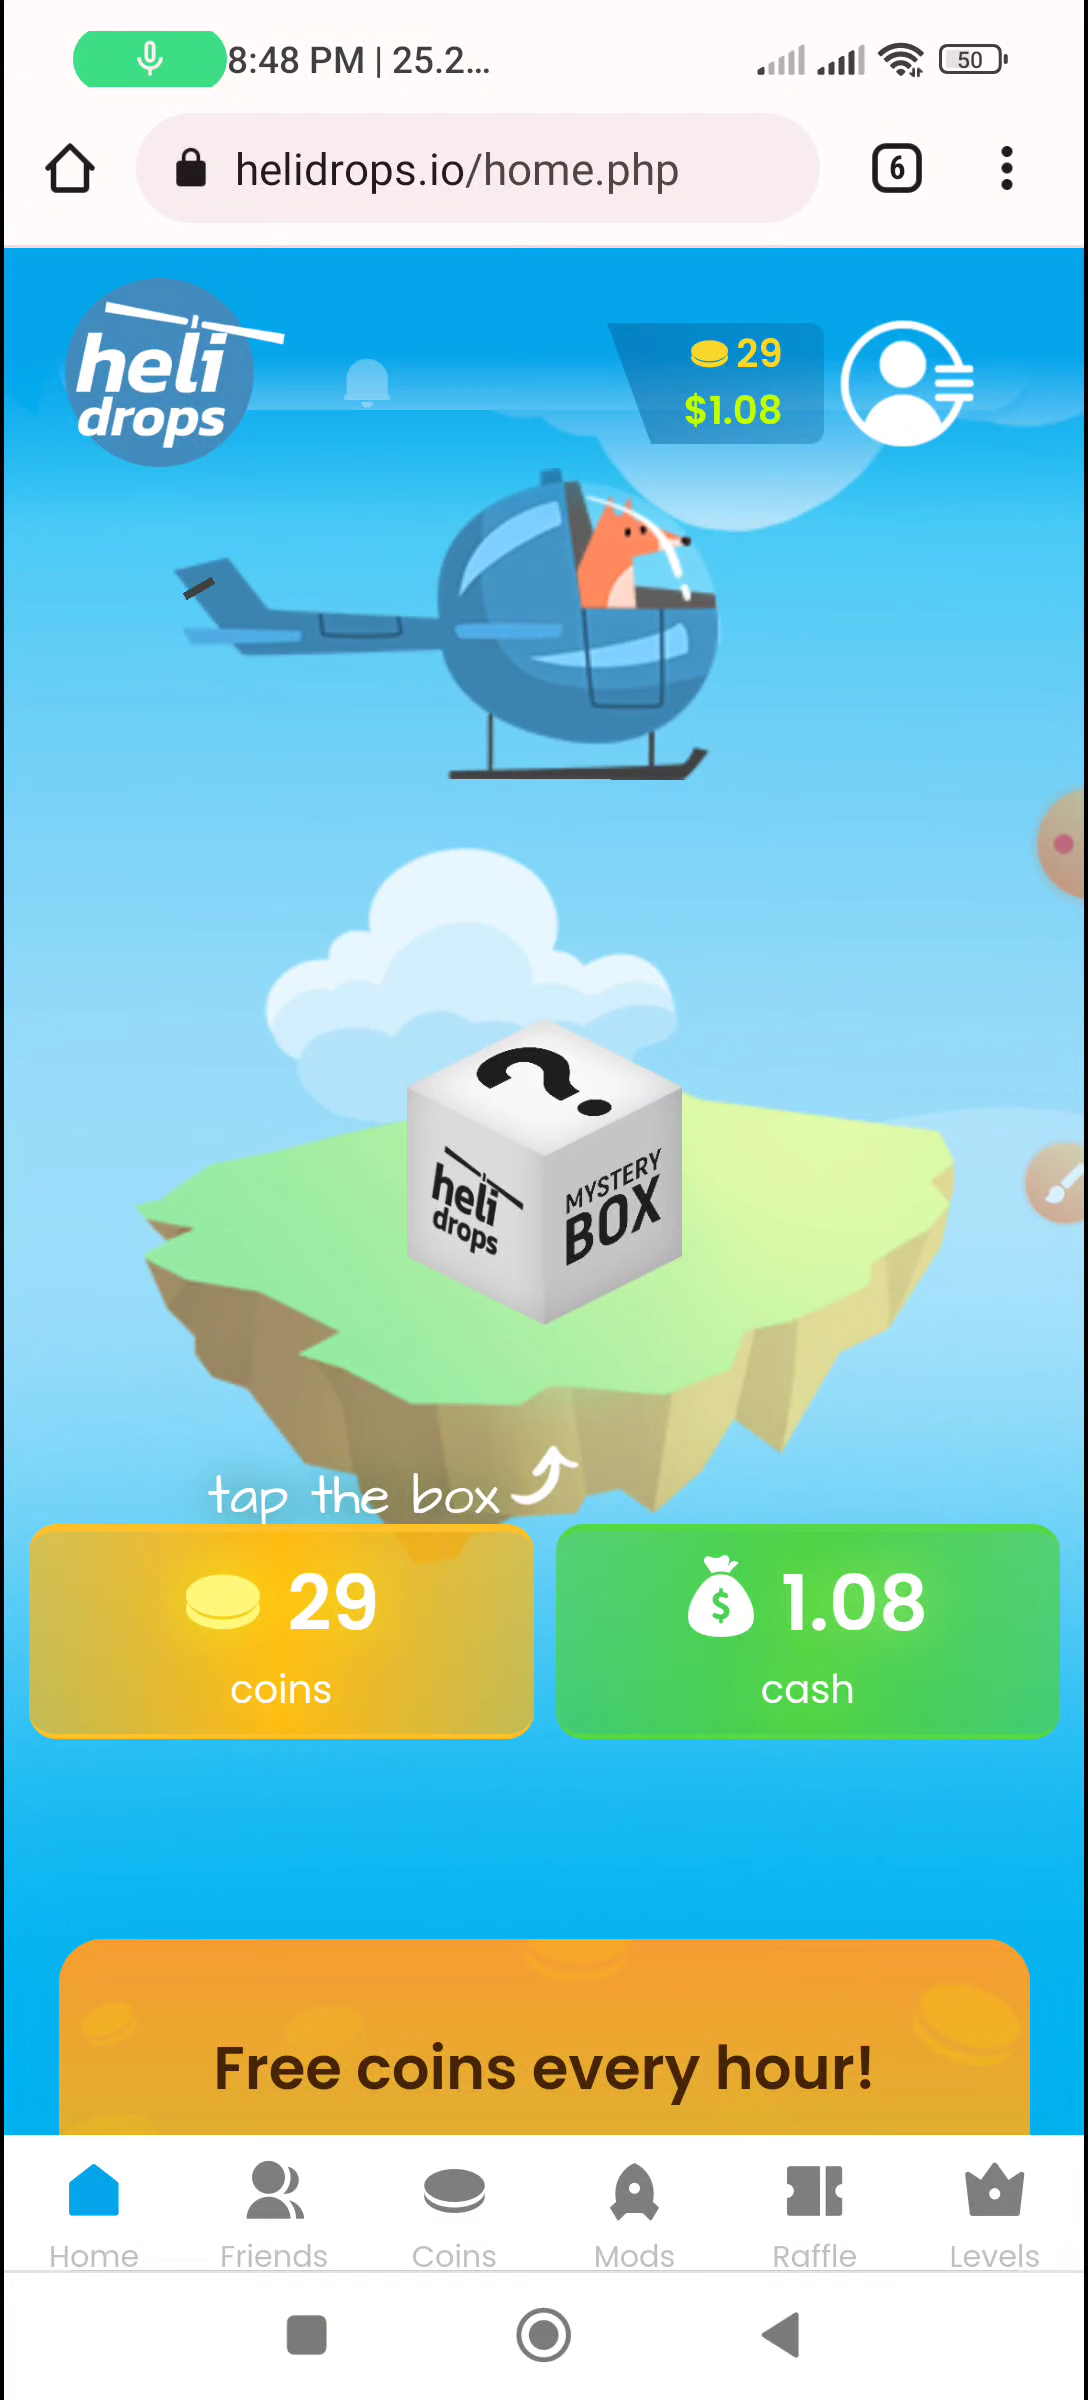 8:48 PM | 25.2...
50
helidrops.io/home.php
6
heli
drops
29
$1.08
?
heli
drops
MYSTERY
BOX
tap the box
29
coins
$
1.08
cash
Free coins every hour!
Home
Friends
Coins
Mods
Raffle
Levels